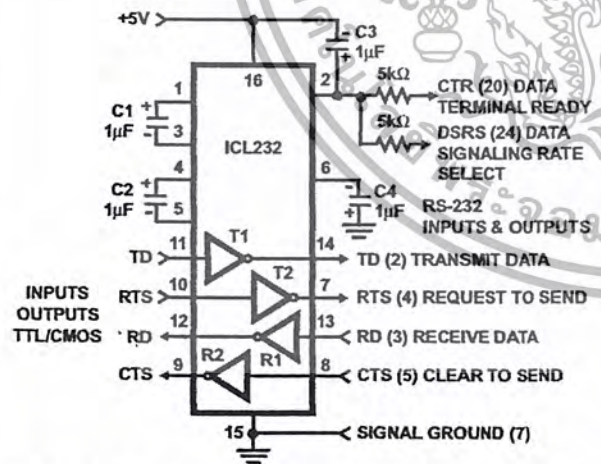 +5V
C3
1µF
16
2
5kΩ
CTR (20) DATA
TERMINAL READY
5kΩ
DSRS (24) DATA
SIGNALING RATE
SELECT
1
C1
1µF
3
ICL232
4
C2
1µF
5
6
C4
1µF
RS-232
INPUTS & OUTPUTS
TD 11 T1 14 TD (2) TRANSMIT DATA
RTS 10 T2 7 RTS (4) REQUEST TO SEND
INPUTS
OUTPUTS
TTL/CMOS
RD 12 R1 13 RD (3) RECEIVE DATA
CTS 9 R2 8 CTS (5) CLEAR TO SEND
15 SIGNAL GROUND (7)